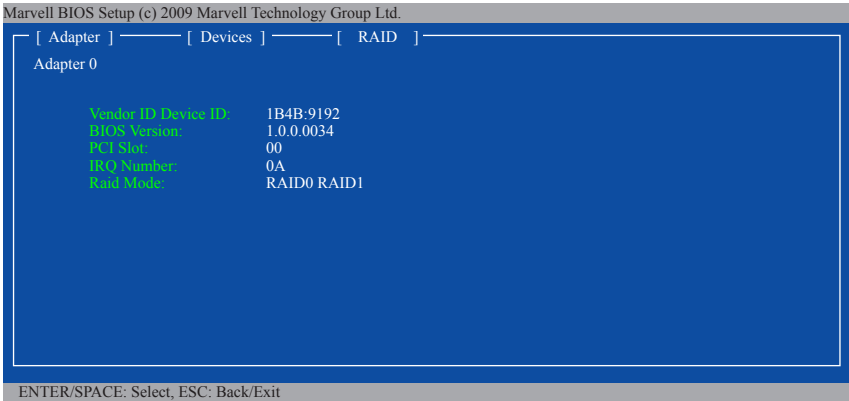 Marvell BIOS Setup (c) 2009 Marvell Technology Group Ltd.
[ Adapter ] [ Devices ] [ RAID ]
Adapter 0
Vendor ID Device ID: 1B4B:9192
BIOS Version: 1.0.0.0034
PCI Slot: 00
IRQ Number: 0A
Raid Mode: RAID0 RAID1
ENTER/SPACE: Select, ESC: Back/Exit